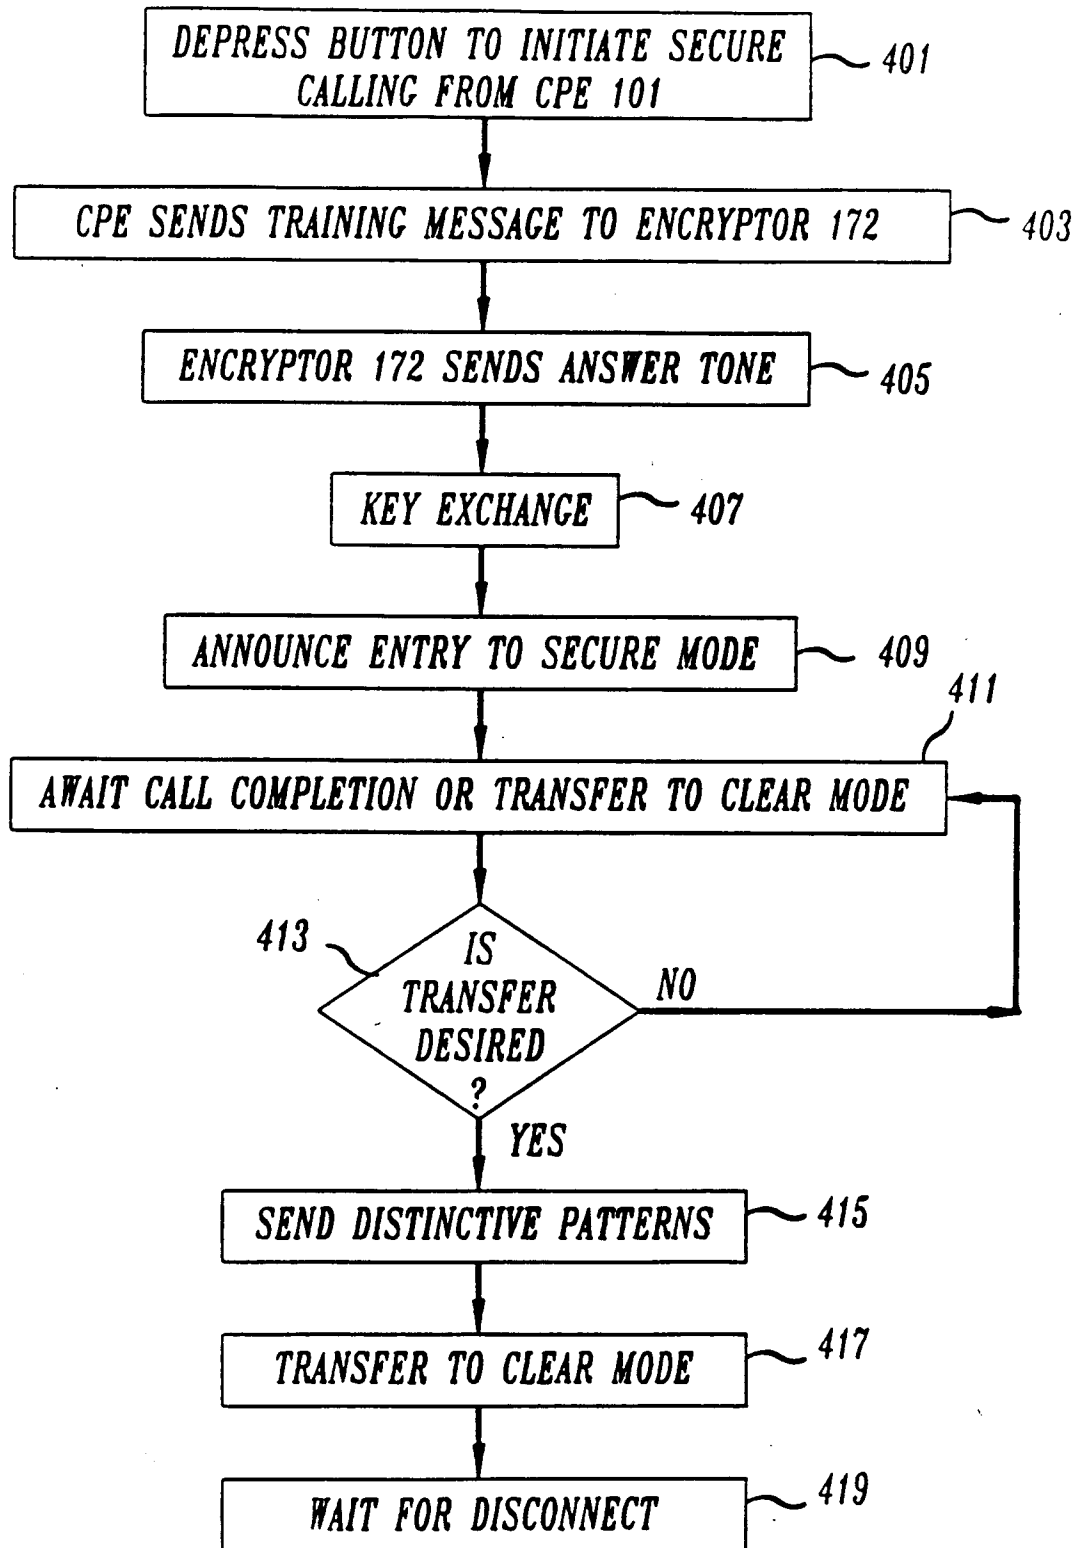 DEPRESS BUTTON TO INITIATE SECURE
CALLING FROM CPE 101
401
CPE SENDS TRAINING MESSAGE TO ENCRYPTOR 172
403
ENCRYPTOR 172 SENDS ANSWER TONE
405
KEY EXCHANGE
407
ANNOUNCE ENTRY TO SECURE MODE
409
411
AWAIT CALL COMPLETION OR TRANSFER TO CLEAR MODE
413
IS
TRANSFER
DESIRED
?
NO
YES
SEND DISTINCTIVE PATTERNS
415
TRANSFER TO CLEAR MODE
417
WAIT FOR DISCONNECT
419